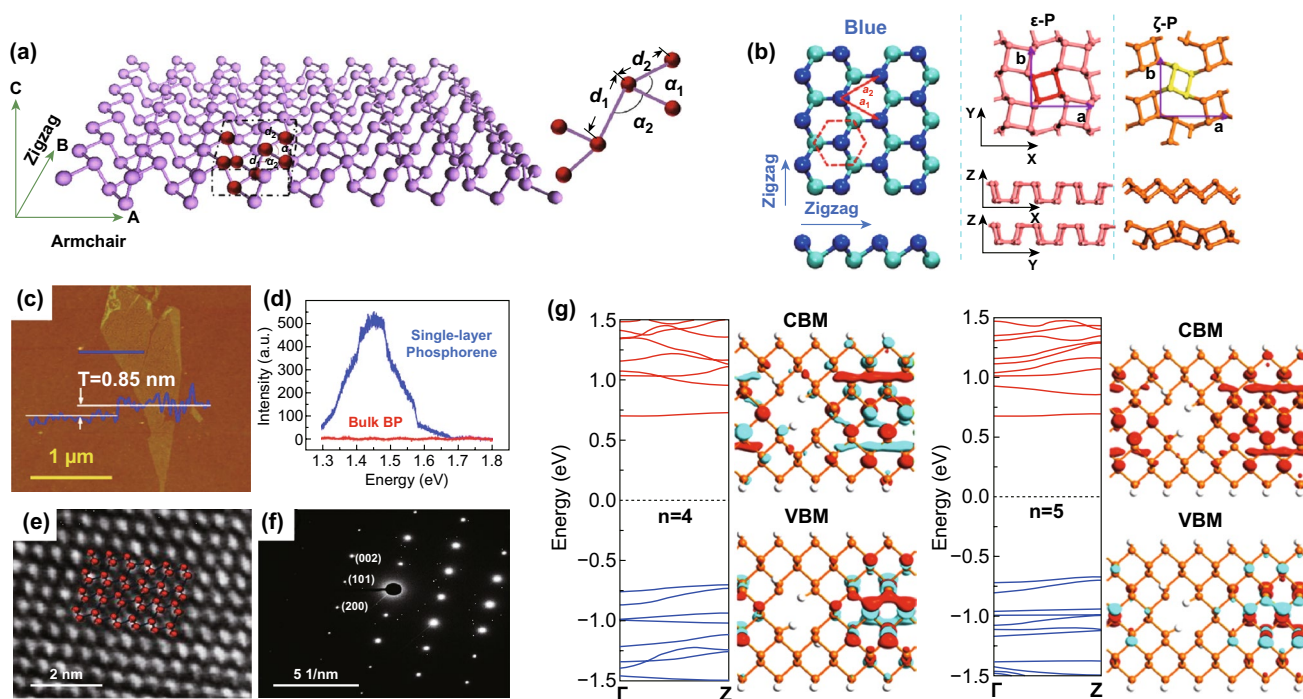 (a)
C
Zigzag
B
A
Armchair
d2
α1
d1
α2
d2
d1
α1
α2
(b)
Blue
a2
a1
Zigzag
Zigzag
ε-P
b
a
Y
X
Z
X
Z
Y
ζ-P
b
a
(c)
T=0.85 nm
1 μm
(d)
Intensity (a.u.)
500
400
300
200
100
0
Single-layer
Phosphorene
Bulk BP
1.3 1.4 1.5 1.6 1.7 1.8
Energy (eV)
(e)
2 nm
(f)
(002)
(101)
(200)
5 1/nm
(g)
Energy (eV)
1.5
1.0
0.5
0.0
−0.5
−1.0
−1.5
n=4
Γ Z
CBM
VBM
Energy (eV)
1.5
1.0
0.5
0.0
−0.5
−1.0
−1.5
n=5
Γ Z
CBM
VBM